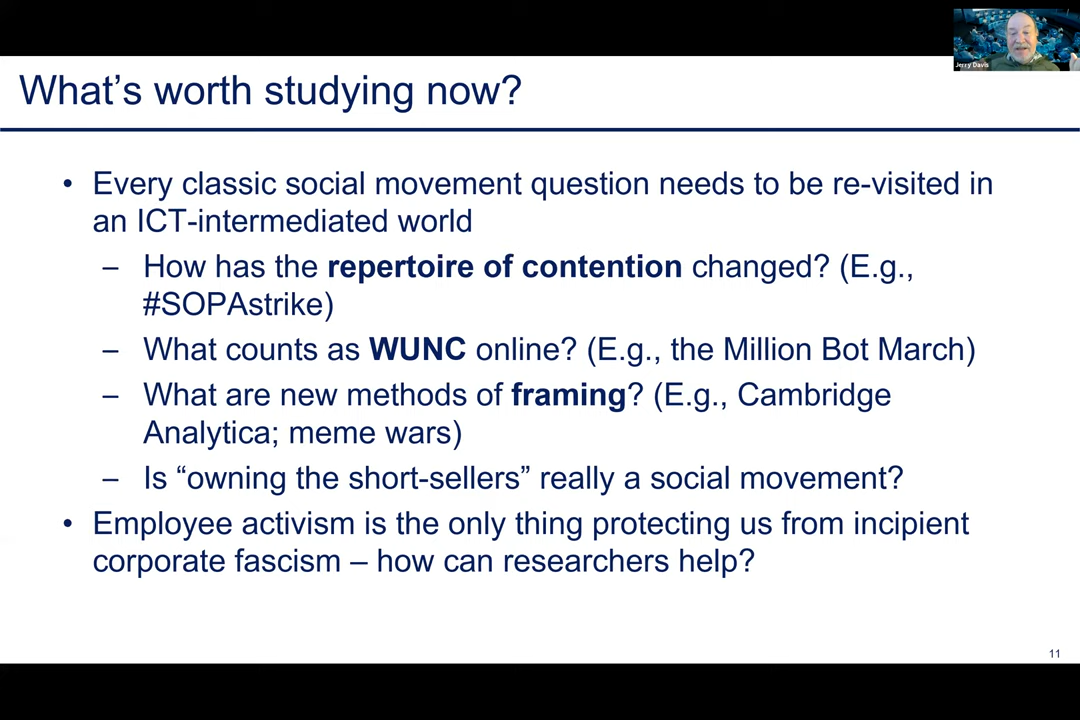 Jerry Davis
What's worth studying now?
• Every classic social movement question needs to be re-visited in
an ICT-intermediated world
– How has the repertoire of contention changed? (E.g.,
#SOPAstrike)
– What counts as WUNC online? (E.g., the Million Bot March)
– What are new methods of framing? (E.g., Cambridge
Analytica; meme wars)
– Is “owning the short-sellers” really a social movement?
• Employee activism is the only thing protecting us from incipient
corporate fascism – how can researchers help?
11